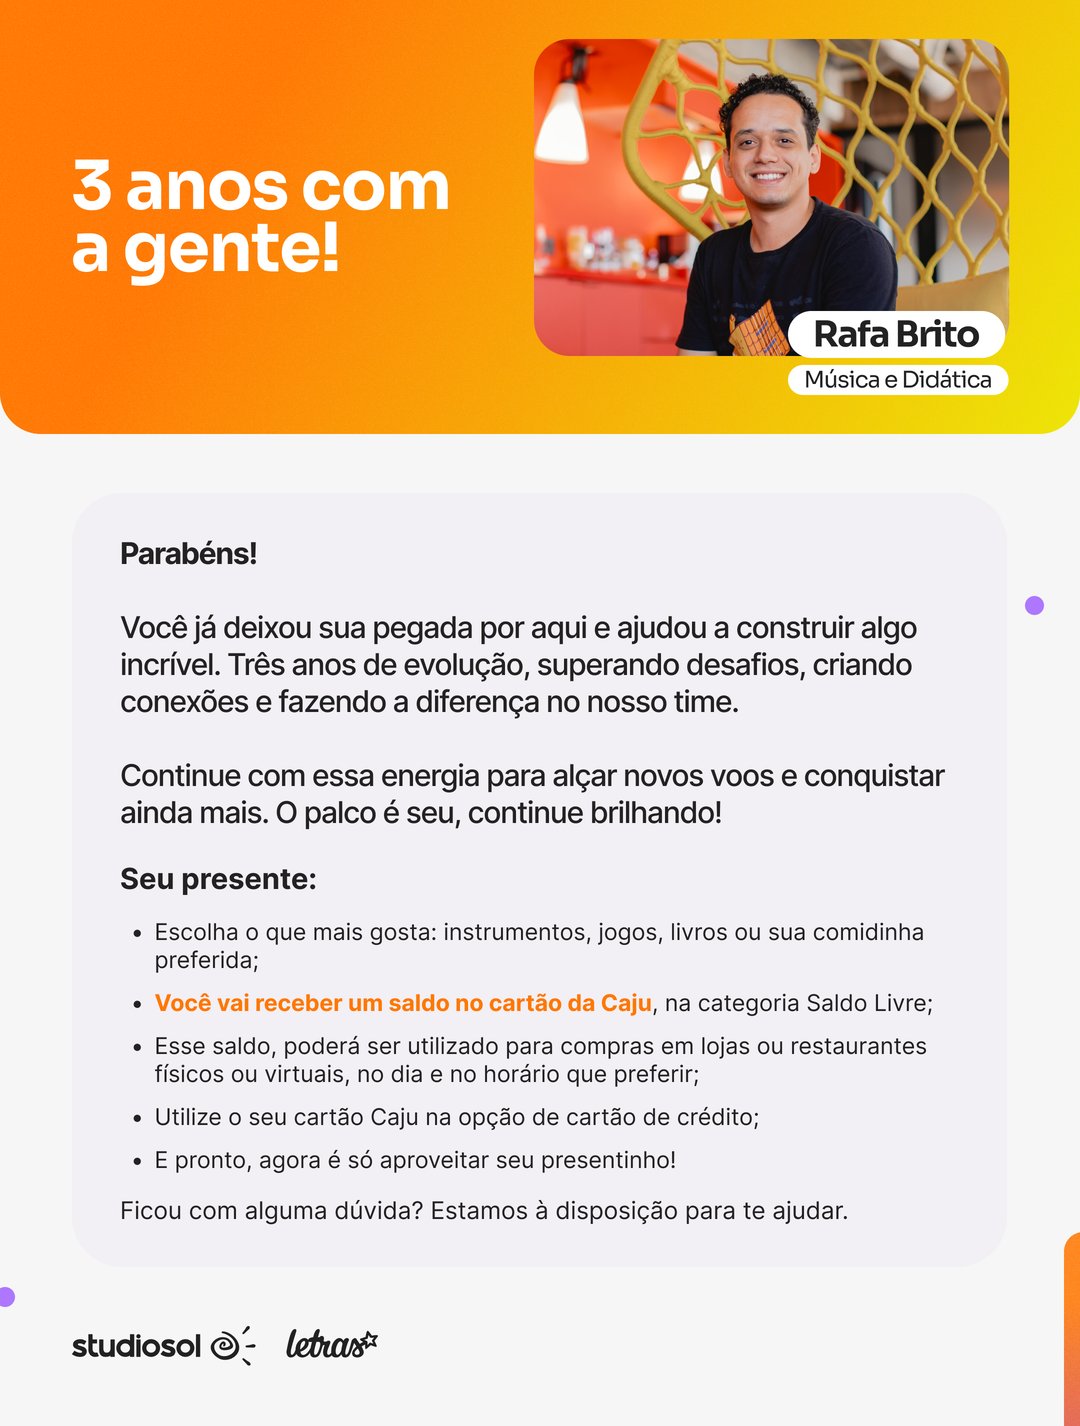 3 anos com
a gente!
Rafa Brito
Música e Didática
Parabéns!
Você já deixou sua pegada por aqui e ajudou a construir algo
incrível. Três anos de evolução, superando desafios, criando
conexões e fazendo a diferença no nosso time.
Continue com essa energia para alçar novos voos e conquistar
ainda mais. O palco é seu, continue brilhando!
Seu presente:
• Escolha o que mais gosta: instrumentos, jogos, livros ou sua comidinha
preferida;
• Você vai receber um saldo no cartão da Caju, na categoria Saldo Livre;
• Esse saldo, poderá ser utilizado para compras em lojas ou restaurantes
físicos ou virtuais, no dia e no horário que preferir;
• Utilize o seu cartão Caju na opção de cartão de crédito;
• E pronto, agora é só aproveitar seu presentinho!
Ficou com alguma dúvida? Estamos à disposição para te ajudar.
studiosol letras